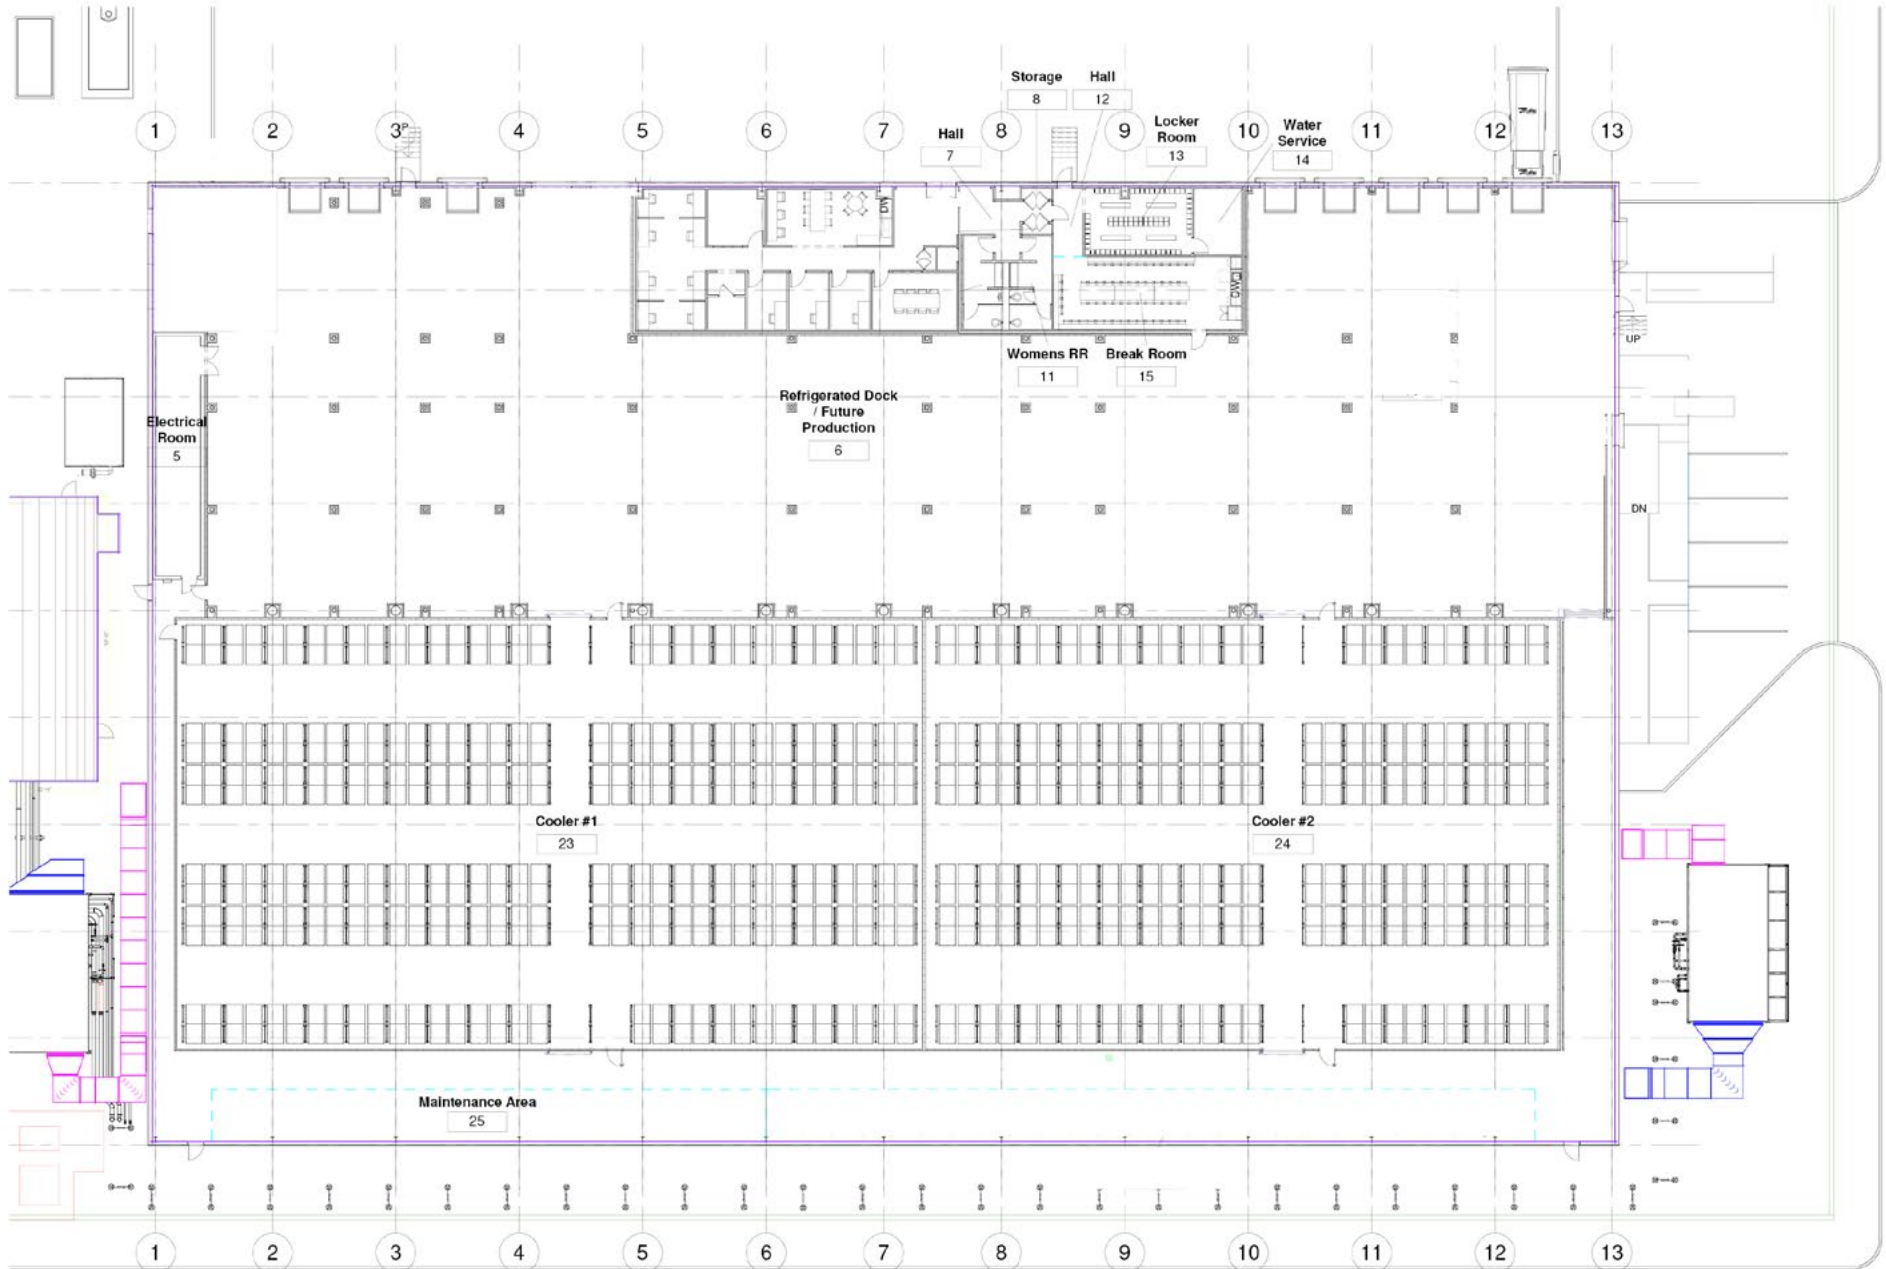 Storage
8
Hall
12
1
2
3
4
5
6
7
8
9
10
11
12
13
Hall
7
Locker
Room
13
Water
Service
14
DW
DW
Womens RR
11
Break Room
15
UP
Electrical
Room
5
Refrigerated Dock
/ Future
Production
6
DN
Cooler #1
23
Cooler #2
24
Maintenance Area
25
1
2
3
4
5
6
7
8
9
10
11
12
13